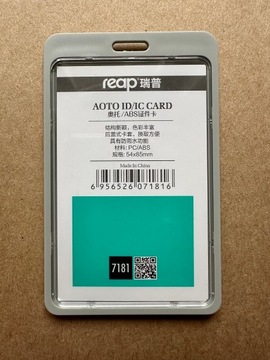 reap 瑞普
AOTO ID/IC CARD
奥托/ABS证件卡
结构新颖，色彩丰富
后置式卡套，换取方便
具有防雨水功能
材料: PC/ABS
规格: 54x85mm
Made In China
6 956526 071816
7181